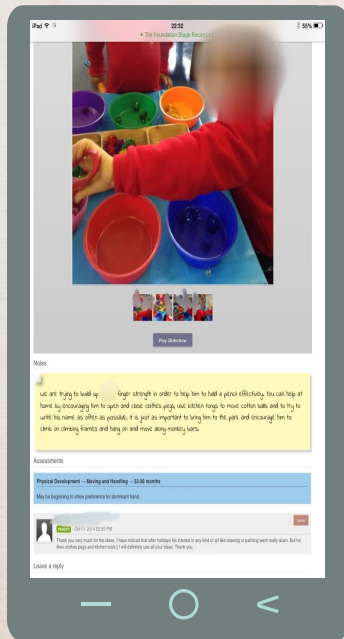 iPad
22:32
55%
The Foundation Stage Forum Ltd
Play Slideshow
Notes
we are trying to build up finger strength in order to help him to hold a pencil effectively. You can help at
home by encouraging him to open and close clothes pegs, use kitchen tongs to move cotton balls and to try to
write his name as often as possible. it is just as important to bring him to the park and encourage him to
climb on climbing frames and hang on and move along monkey bars.
Assessments
Physical Development → Moving and Handling → 22-36 months
May be beginning to show preference for dominant hand.
- Oct 07 2014 02:35 PM
Thank you very much for the ideas. I have noticed that after holidays his interest in any kind of art like drawing or painting went really down. But he
likes clothes pegs and kitchen tools:) I will definitely use all your ideas. Thank you.
Leave a reply